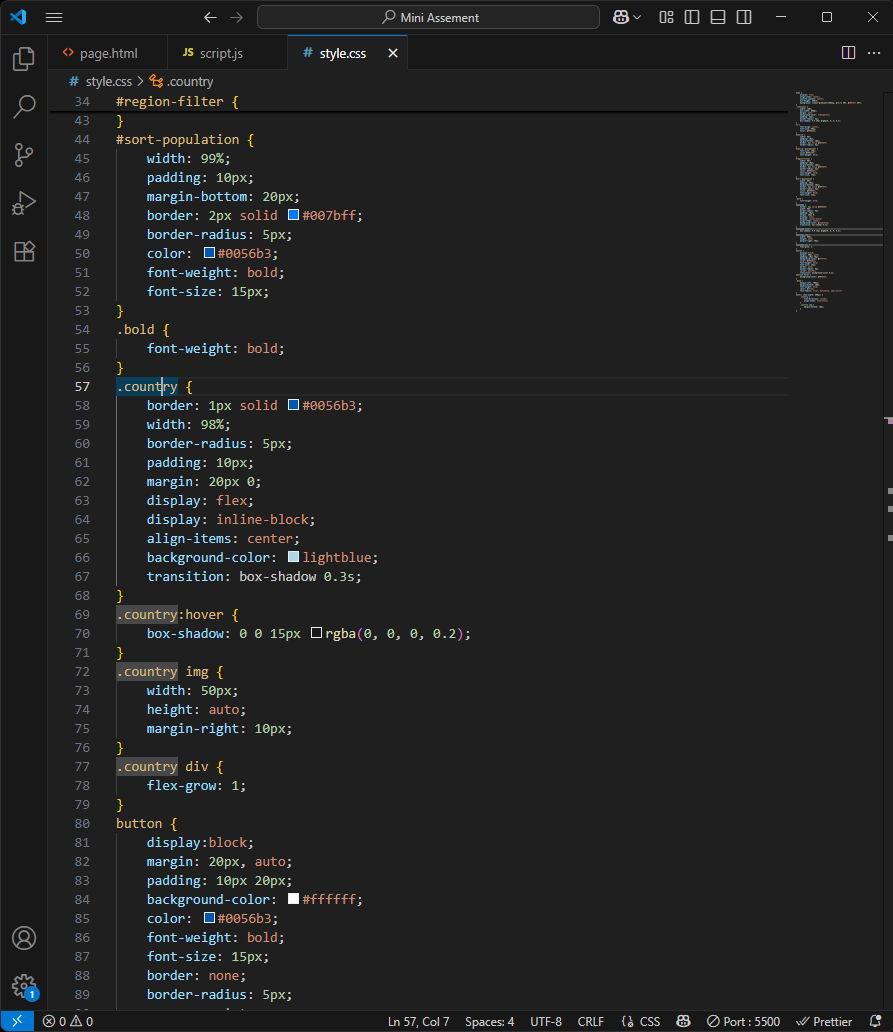 Mini Assement
page.html
JS script.js
# style.css
# style.css > .country
34 #region-filter {
43 }
44 #sort-population {
45 width: 99%;
46 padding: 10px;
47 margin-bottom: 20px;
48 border: 2px solid #007bff;
49 border-radius: 5px;
50 color: #0056b3;
51 font-weight: bold;
52 font-size: 15px;
53 }
54 .bold {
55 font-weight: bold;
56 }
57 .country {
58 border: 1px solid #0056b3;
59 width: 98%;
60 border-radius: 5px;
61 padding: 10px;
62 margin: 20px 0;
63 display: flex;
64 display: inline-block;
65 align-items: center;
66 background-color: lightblue;
67 transition: box-shadow 0.3s;
68 }
69 .country:hover {
70 box-shadow: 0 0 15px rgba(0, 0, 0, 0.2);
71 }
72 .country img {
73 width: 50px;
74 height: auto;
75 margin-right: 10px;
76 }
77 .country div {
78 flex-grow: 1;
79 }
80 button {
81 display:block;
82 margin: 20px, auto;
83 padding: 10px 20px;
84 background-color: #ffffff;
85 color: #0056b3;
86 font-weight: bold;
87 font-size: 15px;
88 border: none;
89 border-radius: 5px;
1
0 0 Ln 57, Col 7 Spaces: 4 UTF-8 CRLF {} CSS Port : 5500 Prettier